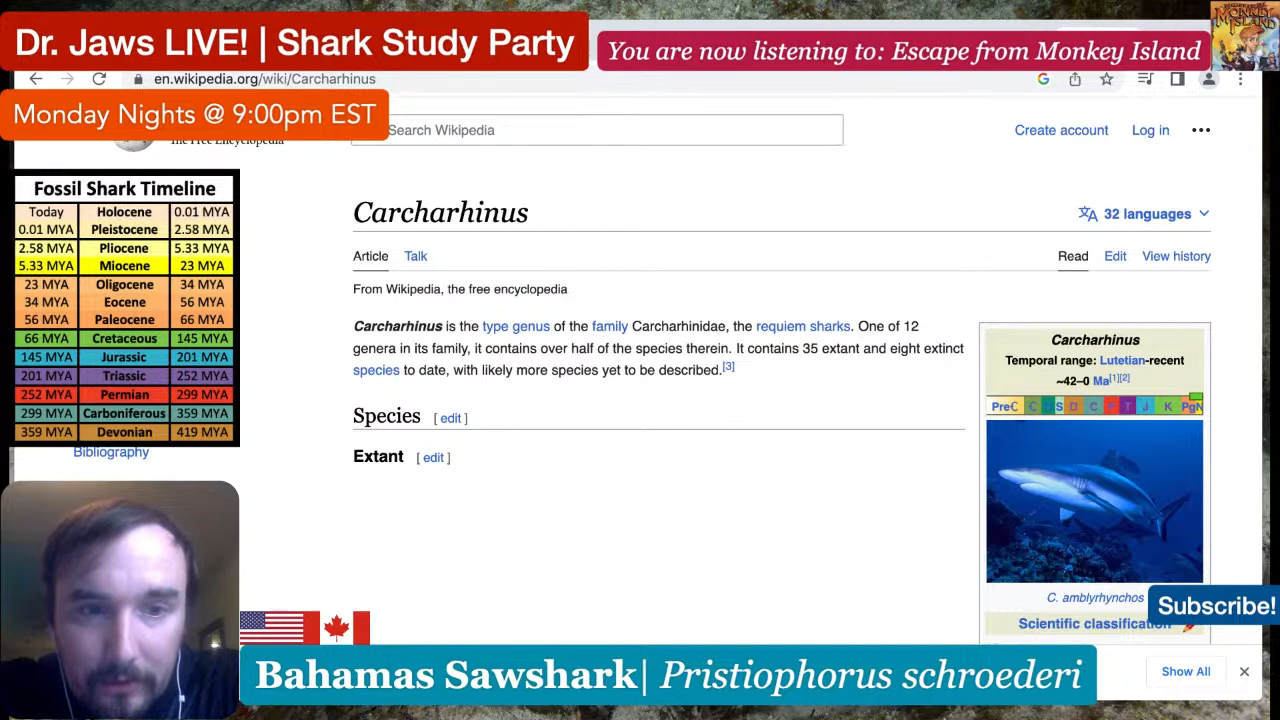 Dr. Jaws LIVE! | Shark Study Party
You are now listening to: Escape from Monkey Island
MONKEY
ISLAND
en.wikipedia.org/wiki/Carcharhinus
Monday Nights @ 9:00pm EST
The Free Encyclopedia
Search Wikipedia
Create account
Log in
Fossil Shark Timeline
Today Holocene 0.01 MYA
0.01 MYA Pleistocene 2.58 MYA
2.58 MYA Pliocene 5.33 MYA
5.33 MYA Miocene 23 MYA
23 MYA Oligocene 34 MYA
34 MYA Eocene 56 MYA
56 MYA Paleocene 66 MYA
66 MYA Cretaceous 145 MYA
145 MYA Jurassic 201 MYA
201 MYA Triassic 252 MYA
252 MYA Permian 299 MYA
299 MYA Carboniferous 359 MYA
359 MYA Devonian 419 MYA
Bibliography
Carcharhinus
32 languages
Article Talk
Read Edit View history
From Wikipedia, the free encyclopedia
Carcharhinus is the type genus of the family Carcharhinidae, the requiem sharks. One of 12
genera in its family, it contains over half of the species therein. It contains 35 extant and eight extinct
species to date, with likely more species yet to be described.[3]
Species [ edit ]
Extant [ edit ]
Carcharhinus
Temporal range: Lutetian-recent
~42–0 Ma[1][2]
PreꞒ Ꞓ O S D C P T J K PgN
C. amblyrhynchos
Scientific classification
Subscribe!
Bahamas Sawshark| Pristiophorus schroederi
Show All